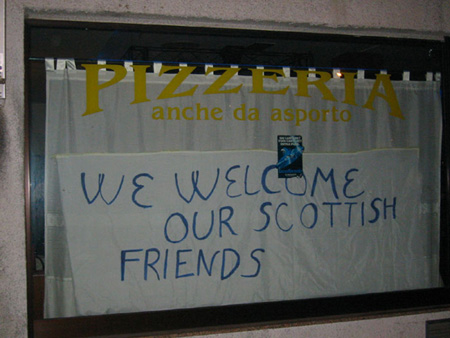 PIZZERIA
anche da asporto
WE WELCOME
OUR SCOTTISH
FRIENDS